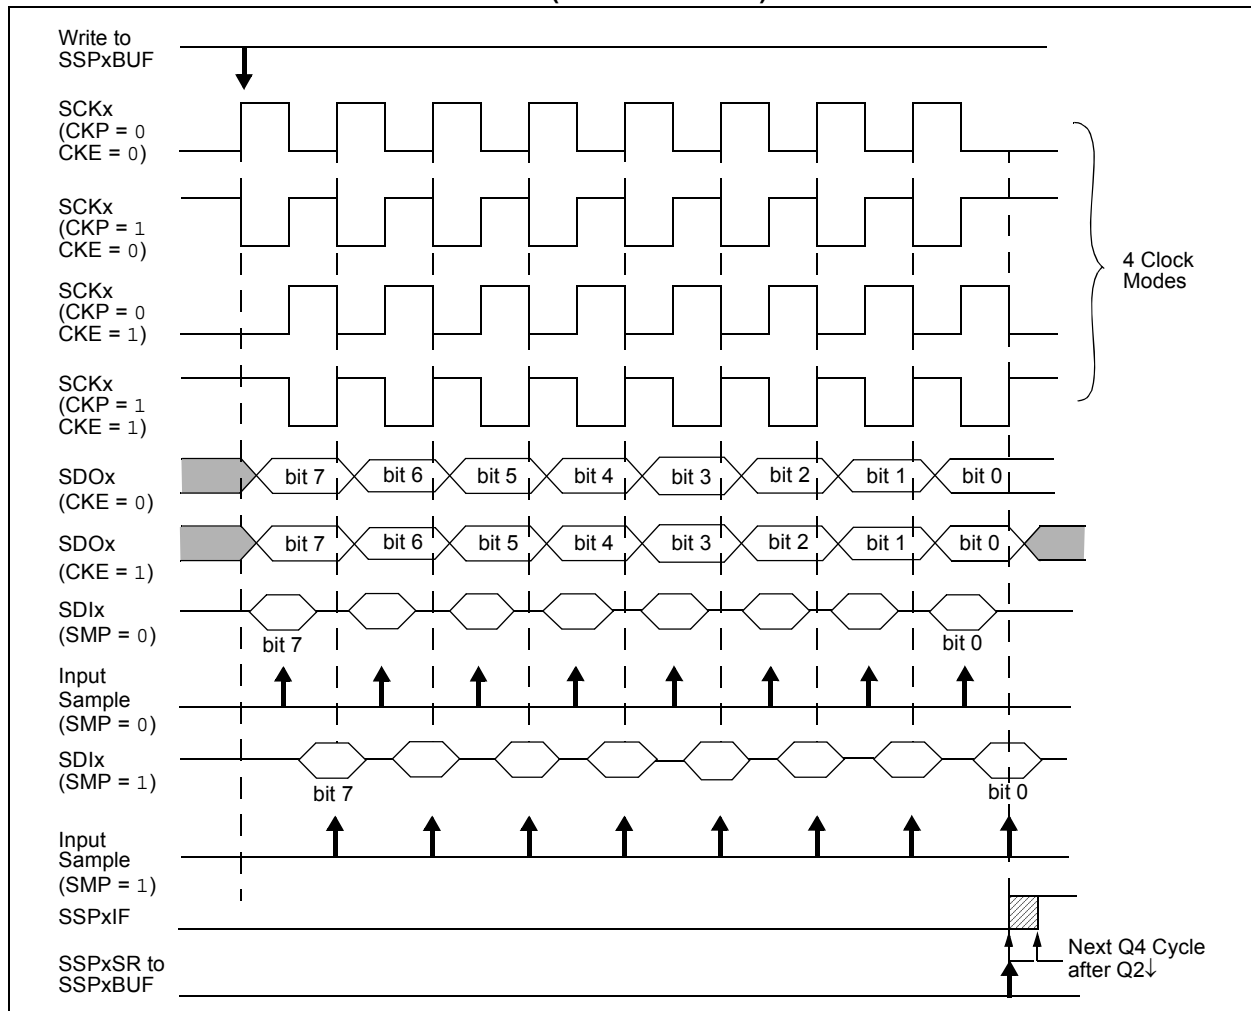 Write to
SSPxBUF
SCKx
(CKP = 0
CKE = 0)
SCKx
(CKP = 1
CKE = 0)
4 Clock
Modes
SCKx
(CKP = 0
CKE = 1)
SCKx
(CKP = 1
CKE = 1)
SDOx
(CKE = 0)
bit 7 bit 6 bit 5 bit 4 bit 3 bit 2 bit 1 bit 0
SDOx
(CKE = 1)
bit 7 bit 6 bit 5 bit 4 bit 3 bit 2 bit 1 bit 0
SDIx
(SMP = 0)
bit 7 bit 0
Input
Sample
(SMP = 0)
SDIx
(SMP = 1)
bit 7 bit 0
Input
Sample
(SMP = 1)
SSPxIF
Next Q4 Cycle
after Q2↓
SSPxSR to
SSPxBUF